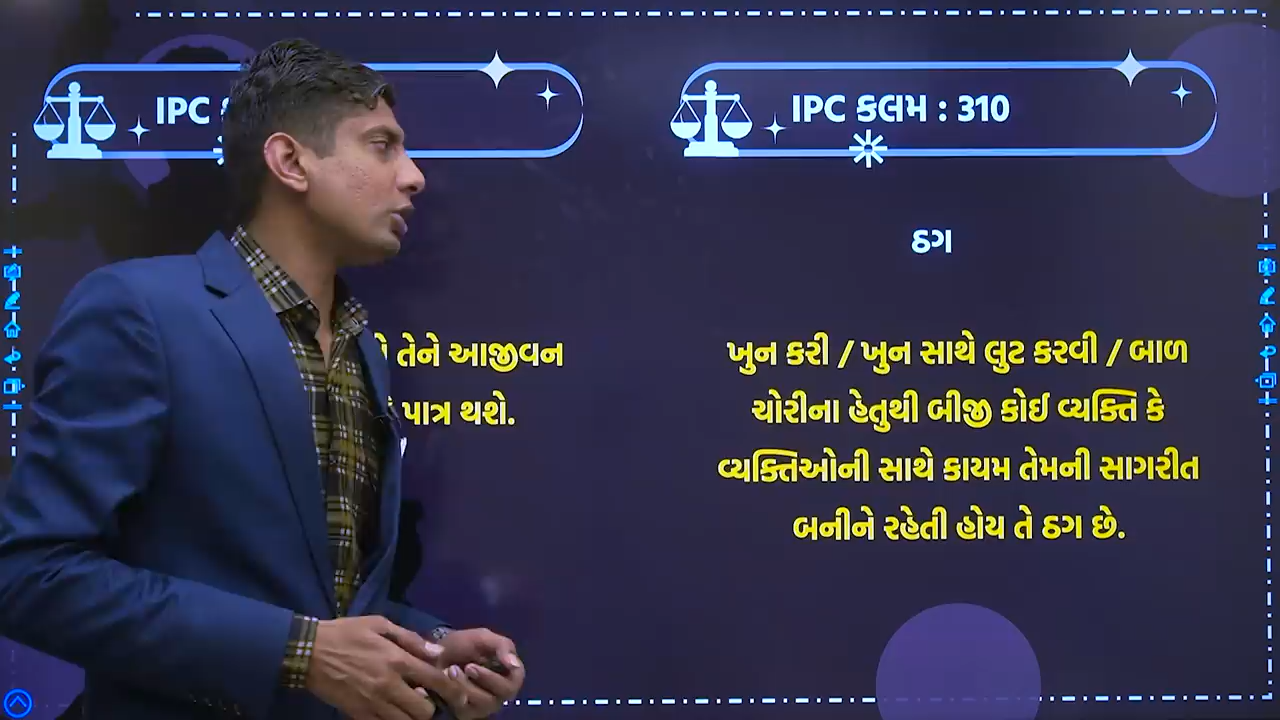 IPC
તેને આજીવન
પાત્ર થશે.
IPC કલમ : 310
ઠગ
ખુન કરી / ખુન સાથે લુટ કરવી / બાળ
ચોરીના હેતુથી બીજી કોઈ વ્યક્તિ કે
વ્યક્તિઓની સાથે કાયમ તેમની સાગરીત
બનીને રહેતી હોય તે ઠગ છે.